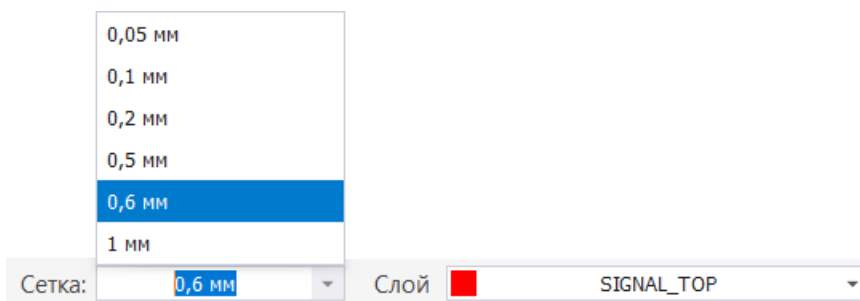 0,05 мм
0,1 мм
0,2 мм
0,5 мм
0,6 мм
1 мм
Сетка: 0,6 мм Слой SIGNAL_TOP